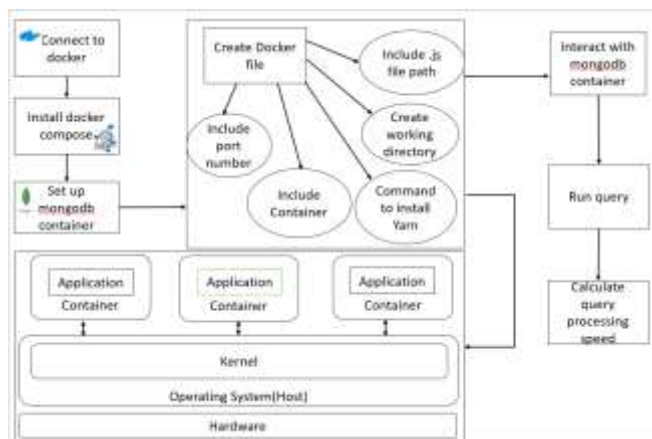 Connect to
docker
Install docker
compose
Set up
mongodb
container
Create Docker
file
Include .js
file path
Include
port
number
Create
working
directory
Include
Container
Command
to install
Yarn
Interact with
mongodb
container
Run query
Calculate
query
processing
speed
Application
Container
Application
Container
Application
Container
Kernel
Operating System(Host)
Hardware